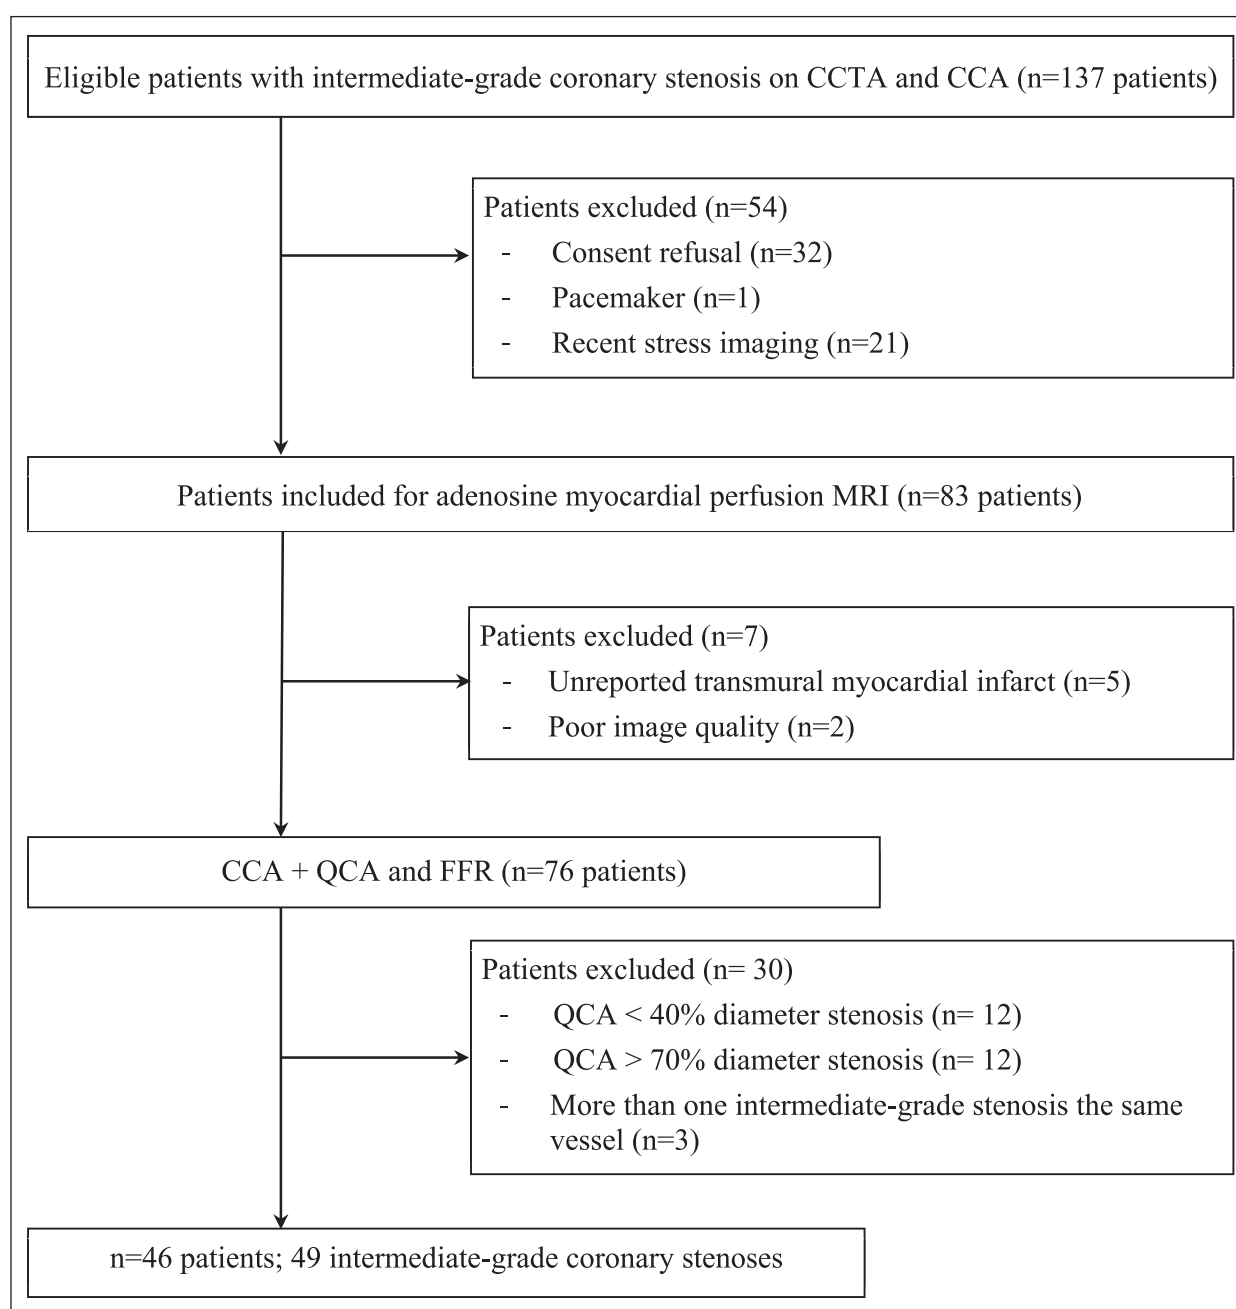 Eligible patients with intermediate-grade coronary stenosis on CCTA and CCA (n=137 patients)
Patients excluded (n=54)
- Consent refusal (n=32)
- Pacemaker (n=1)
- Recent stress imaging (n=21)
Patients included for adenosine myocardial perfusion MRI (n=83 patients)
Patients excluded (n=7)
- Unreported transmural myocardial infarct (n=5)
- Poor image quality (n=2)
CCA + QCA and FFR (n=76 patients)
Patients excluded (n= 30)
- QCA < 40% diameter stenosis (n= 12)
- QCA > 70% diameter stenosis (n= 12)
- More than one intermediate-grade stenosis the same
vessel (n=3)
n=46 patients; 49 intermediate-grade coronary stenoses